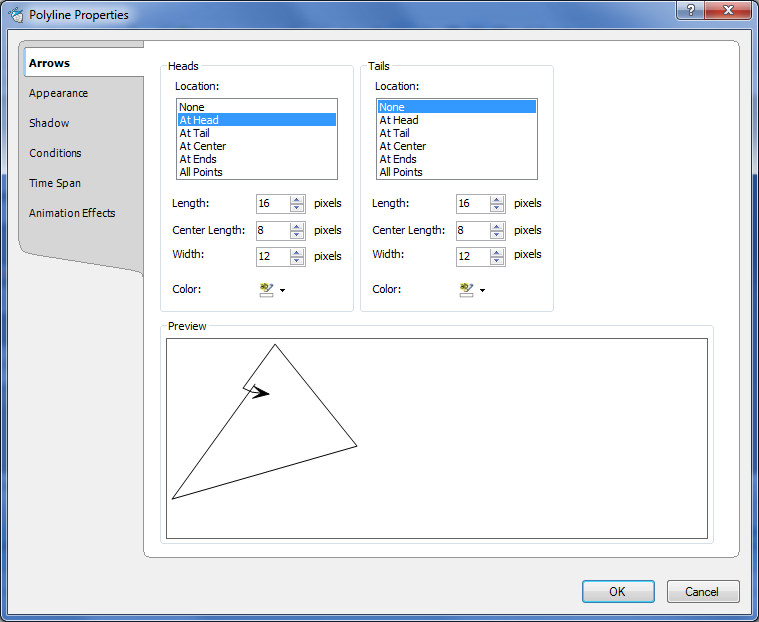 Polyline Properties
?
Arrows
Appearance
Shadow
Conditions
Time Span
Animation Effects
Heads
Location:
None
At Head
At Tail
At Center
At Ends
All Points
Length: 16 pixels
Center Length: 8 pixels
Width: 12 pixels
Color:
Tails
Location:
None
At Head
At Tail
At Center
At Ends
All Points
Length: 16 pixels
Center Length: 8 pixels
Width: 12 pixels
Color:
Preview
OK
Cancel